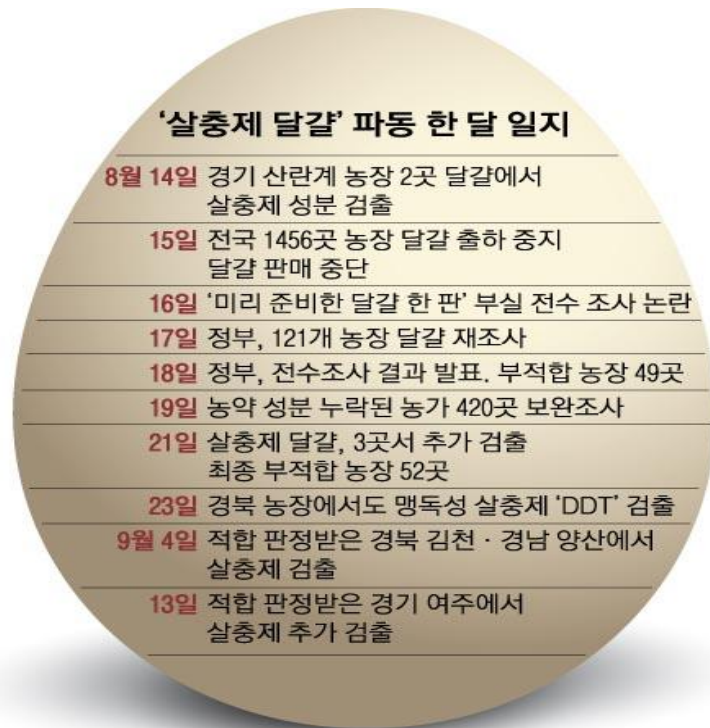 ‘살충제 달걀’ 파동 한 달 일지
8월 14일 경기 산란계 농장 2곳 달걀에서
살충제 성분 검출
15일 전국 1456곳 농장 달걀 출하 중지
달걀 판매 중단
16일 ‘미리 준비한 달걀 한 판’ 부실 전수 조사 논란
17일 정부, 121개 농장 달걀 재조사
18일 정부, 전수조사 결과 발표. 부적합 농장 49곳
19일 농약 성분 누락된 농가 420곳 보완조사
21일 살충제 달걀, 3곳서 추가 검출
최종 부적합 농장 52곳
23일 경북 농장에서도 맹독성 살충제 ‘DDT’ 검출
9월 4일 적합 판정받은 경북 김천 · 경남 양산에서
살충제 검출
13일 적합 판정받은 경기 여주에서
살충제 추가 검출